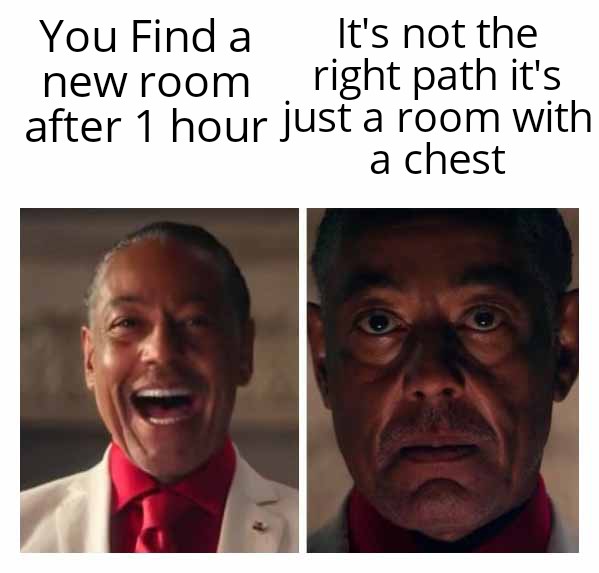 You Find a
new room
after 1 hour
It's not the
right path it's
just a room with
a chest